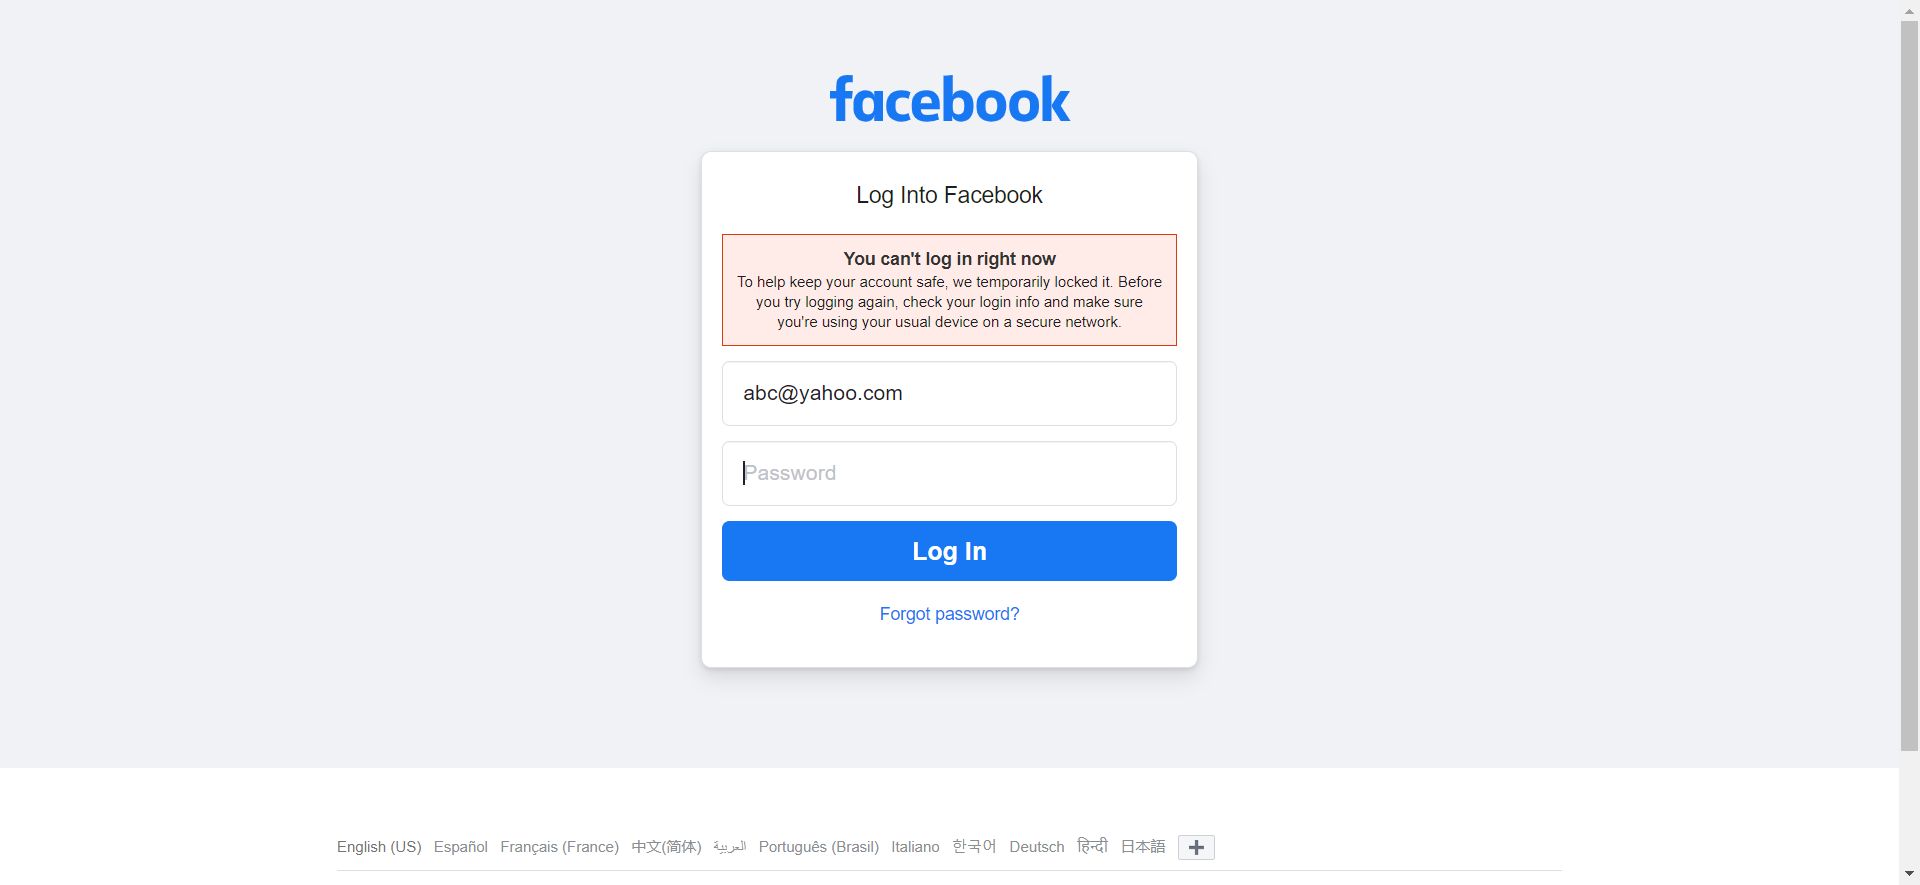 facebook
Log Into Facebook
You can't log in right now
To help keep your account safe, we temporarily locked it. Before
you try logging again, check your login info and make sure
you're using your usual device on a secure network.
abc@yahoo.com
Password
Log In
Forgot password?
English (US) Español Français (France) 中文(简体) العربية Português (Brasil) Italiano 한국어 Deutsch हिन्दी 日本語